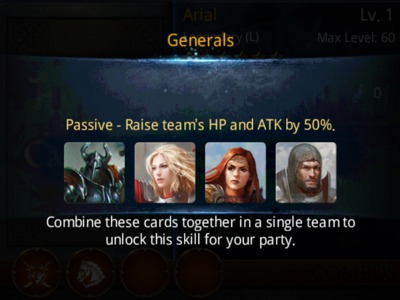 Arial
Lv. 1
Generals
(L)
Max Level: 60
0
Passive - Raise team's HP and ATK by 50%.
Combine these cards together in a single team to
unlock this skill for your party.